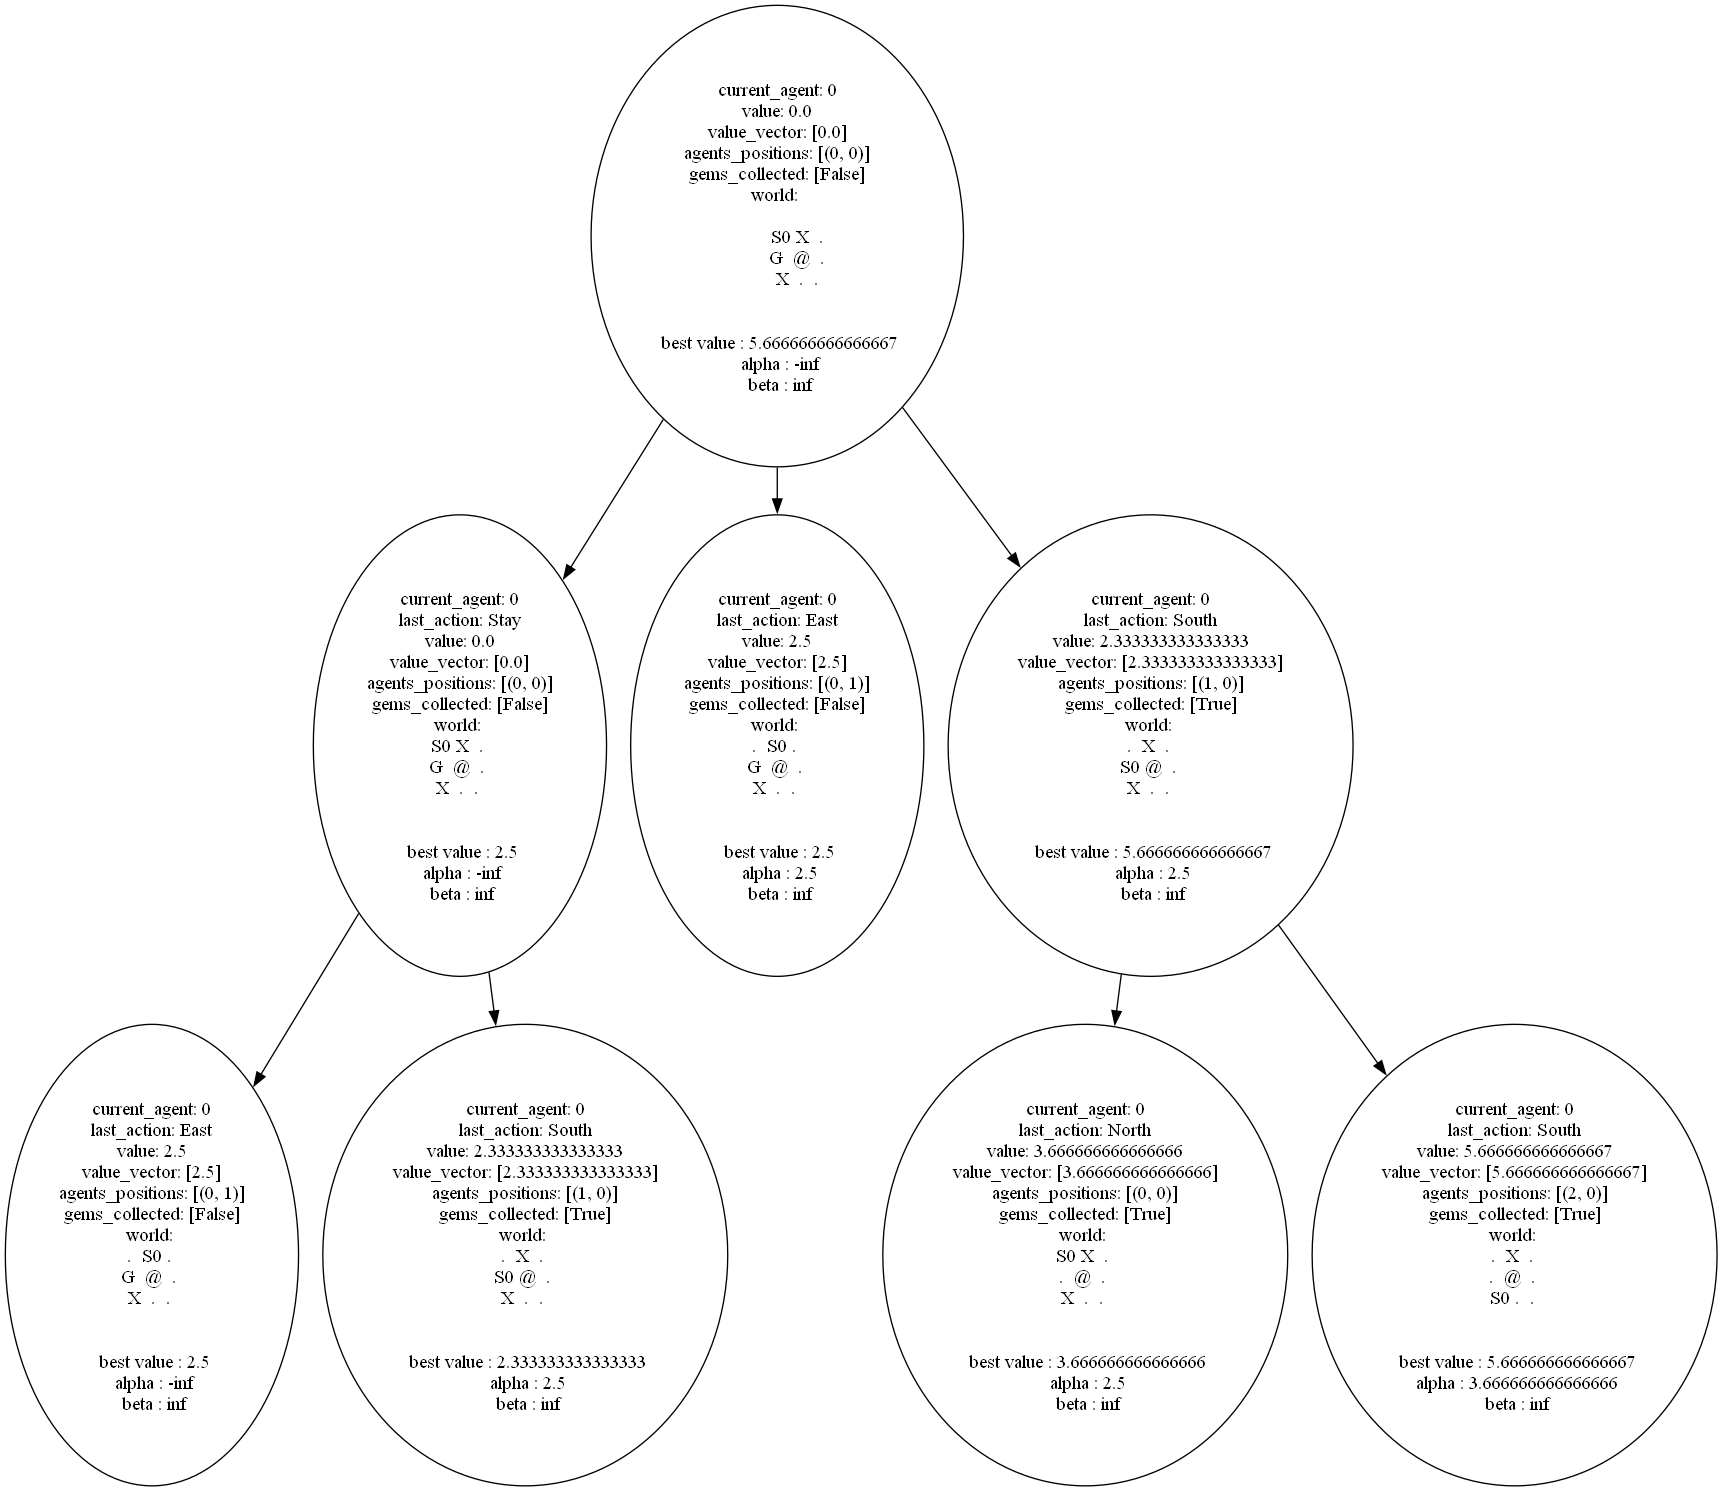 current_agent: 0
value: 0.0
value_vector: [0.0]
agents_positions: [(0, 0)]
gems_collected: [False]
world:
S0 X .
G @ .
X . .
best value : 5.666666666666667
alpha : -inf
beta : inf
current_agent: 0
last_action: Stay
value: 0.0
value_vector: [0.0]
agents_positions: [(0, 0)]
gems_collected: [False]
world:
S0 X .
G @ .
X . .
best value : 2.5
alpha : -inf
beta : inf
current_agent: 0
last_action: East
value: 2.5
value_vector: [2.5]
agents_positions: [(0, 1)]
gems_collected: [False]
world:
. S0 .
G @ .
X . .
best value : 2.5
alpha : 2.5
beta : inf
current_agent: 0
last_action: South
value: 2.333333333333333
value_vector: [2.333333333333333]
agents_positions: [(1, 0)]
gems_collected: [True]
world:
. X .
S0 @ .
X . .
best value : 5.666666666666667
alpha : 2.5
beta : inf
current_agent: 0
last_action: East
value: 2.5
value_vector: [2.5]
agents_positions: [(0, 1)]
gems_collected: [False]
world:
. S0 .
G @ .
X . .
best value : 2.5
alpha : -inf
beta : inf
current_agent: 0
last_action: South
value: 2.333333333333333
value_vector: [2.333333333333333]
agents_positions: [(1, 0)]
gems_collected: [True]
world:
. X .
S0 @ .
X . .
best value : 2.333333333333333
alpha : 2.5
beta : inf
current_agent: 0
last_action: North
value: 3.666666666666666
value_vector: [3.666666666666666]
agents_positions: [(0, 0)]
gems_collected: [True]
world:
S0 X .
. @ .
X . .
best value : 3.666666666666666
alpha : 2.5
beta : inf
current_agent: 0
last_action: South
value: 5.666666666666667
value_vector: [5.666666666666667]
agents_positions: [(2, 0)]
gems_collected: [True]
world:
. X .
. @ .
S0 . .
best value : 5.666666666666667
alpha : 3.666666666666666
beta : inf